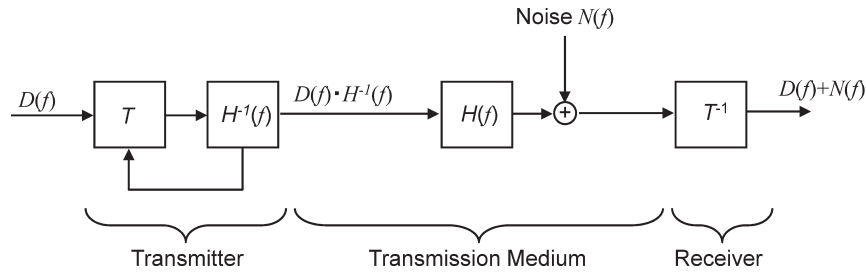 Noise N(f)
D(f)
T
H⁻¹(f)
D(f)·H⁻¹(f)
H(f)
+
T⁻¹
D(f)+N(f)
Transmitter
Transmission Medium
Receiver